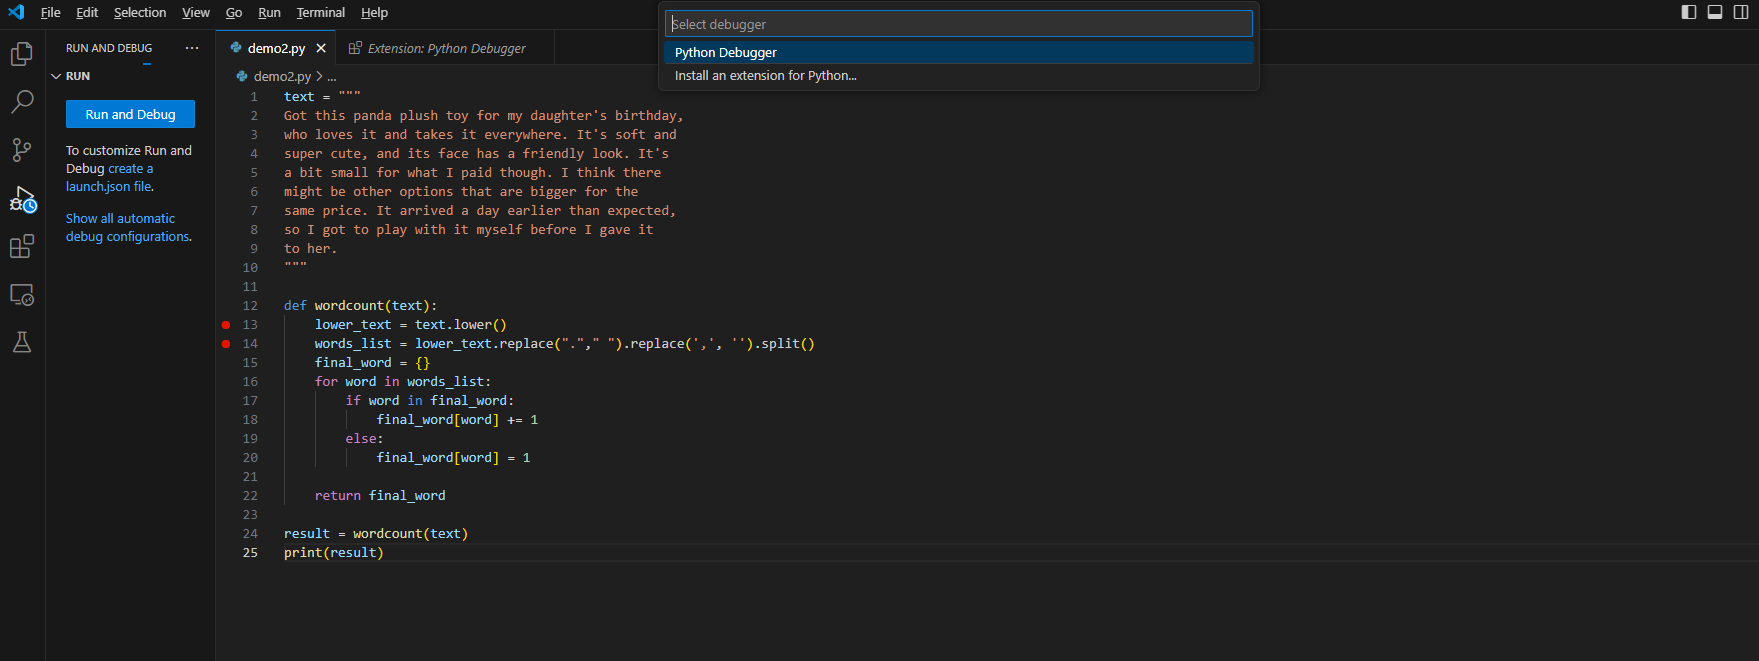 File Edit Selection View Go Run Terminal Help
Select debugger
Python Debugger
Install an extension for Python...
RUN AND DEBUG ...
RUN
Run and Debug
To customize Run and
Debug create a
launch.json file.
Show all automatic
debug configurations.
demo2.py Extension: Python Debugger
demo2.py > ...
1 text = """
2 Got this panda plush toy for my daughter's birthday,
3 who loves it and takes it everywhere. It's soft and
4 super cute, and its face has a friendly look. It's
5 a bit small for what I paid though. I think there
6 might be other options that are bigger for the
7 same price. It arrived a day earlier than expected,
8 so I got to play with it myself before I gave it
9 to her.
10 """
11
12 def wordcount(text):
13     lower_text = text.lower()
14     words_list = lower_text.replace("."," ").replace(',', '').split()
15     final_word = {}
16     for word in words_list:
17         if word in final_word:
18             final_word[word] += 1
19         else:
20             final_word[word] = 1
21
22     return final_word
23
24 result = wordcount(text)
25 print(result)